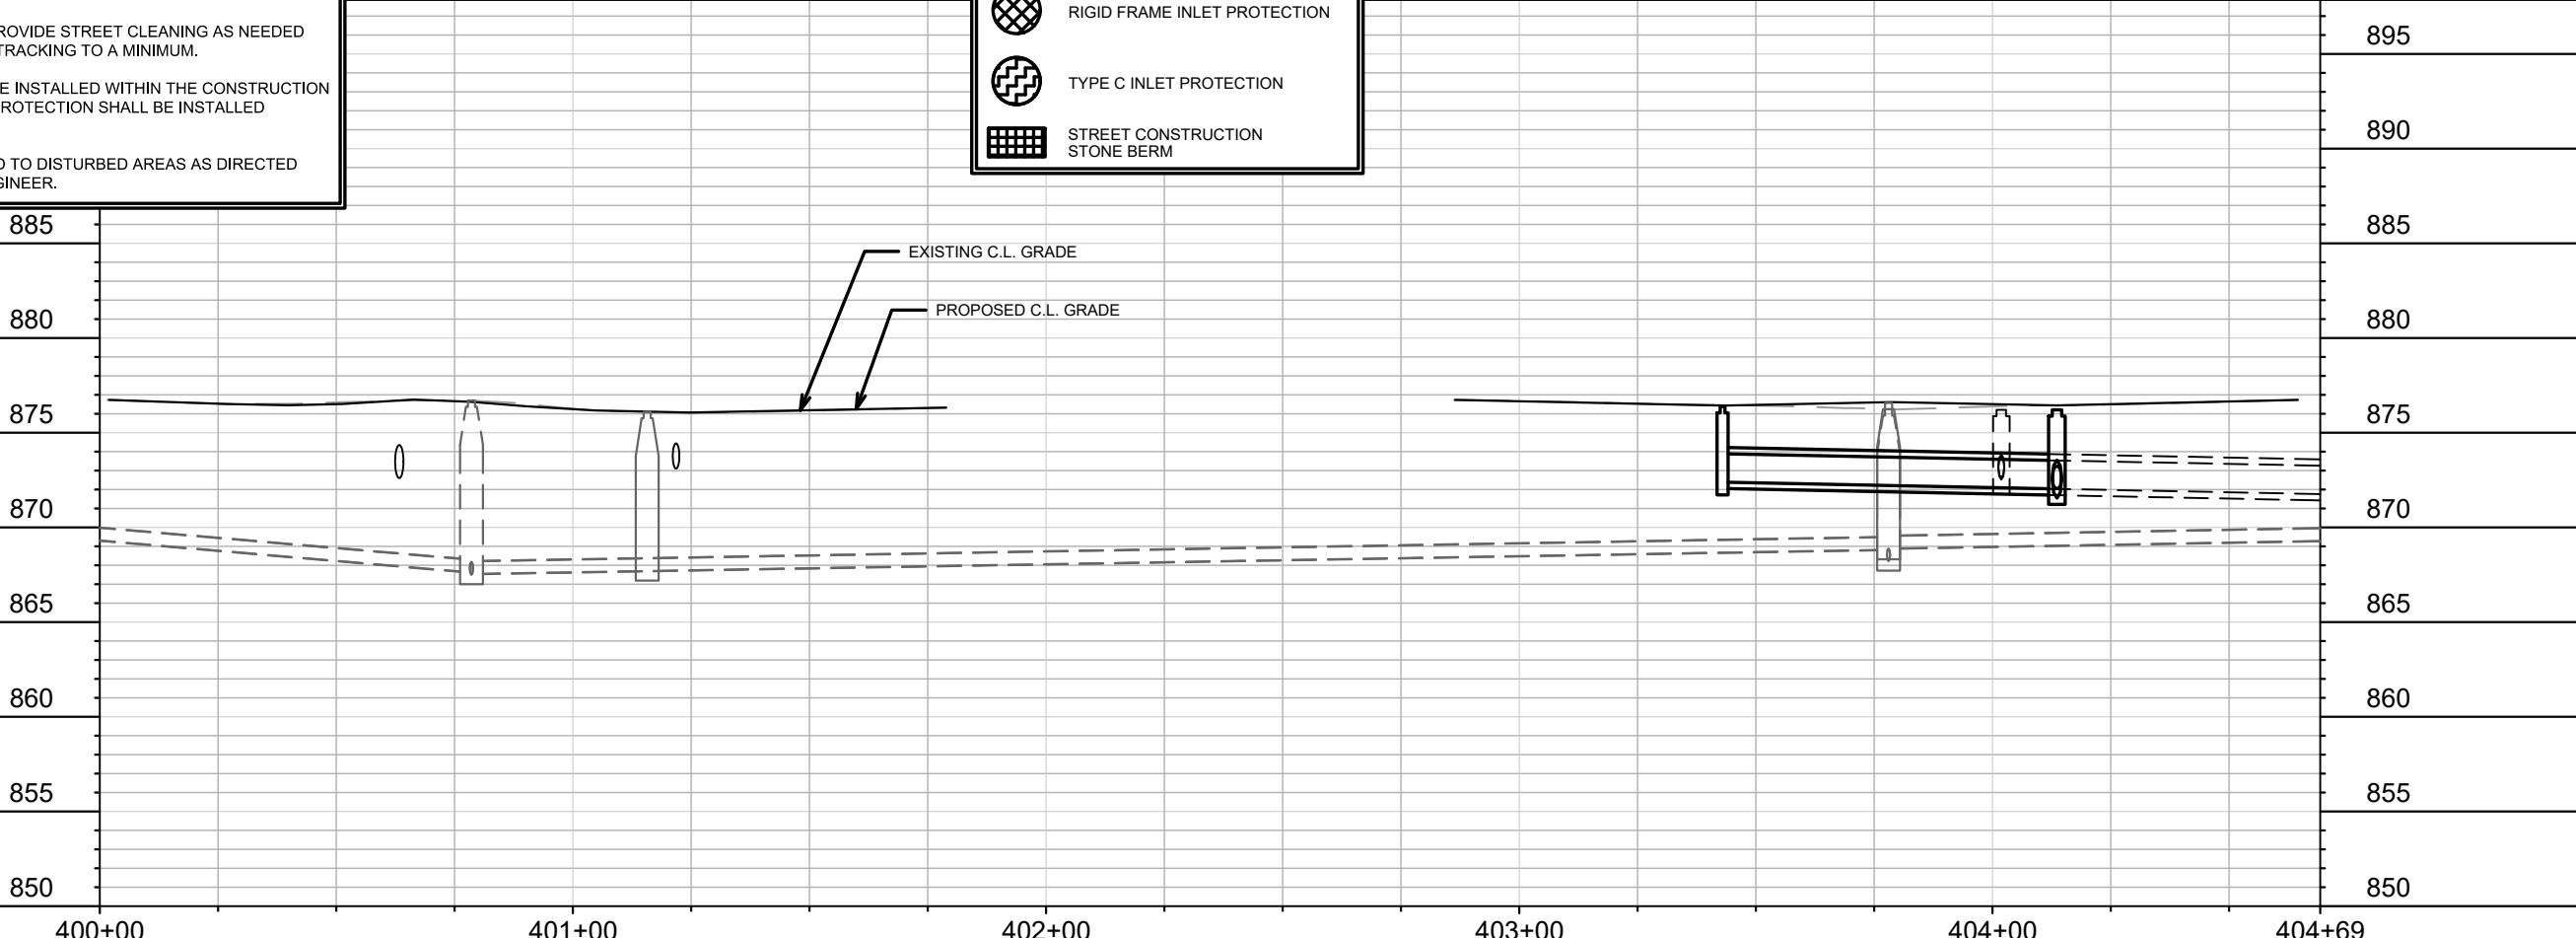 ROVIDE STREET CLEANING AS NEEDED
TRACKING TO A MINIMUM.
E INSTALLED WITHIN THE CONSTRUCTION
ROTECTION SHALL BE INSTALLED
TO DISTURBED AREAS AS DIRECTED
GINEER.
RIGID FRAME INLET PROTECTION
TYPE C INLET PROTECTION
STREET CONSTRUCTION
STONE BERM
895
890
885
885
EXISTING C.L. GRADE
PROPOSED C.L. GRADE
880
880
875
875
870
870
865
865
860
860
855
855
850
850
400+00
401+00
402+00
403+00
404+00
404+69